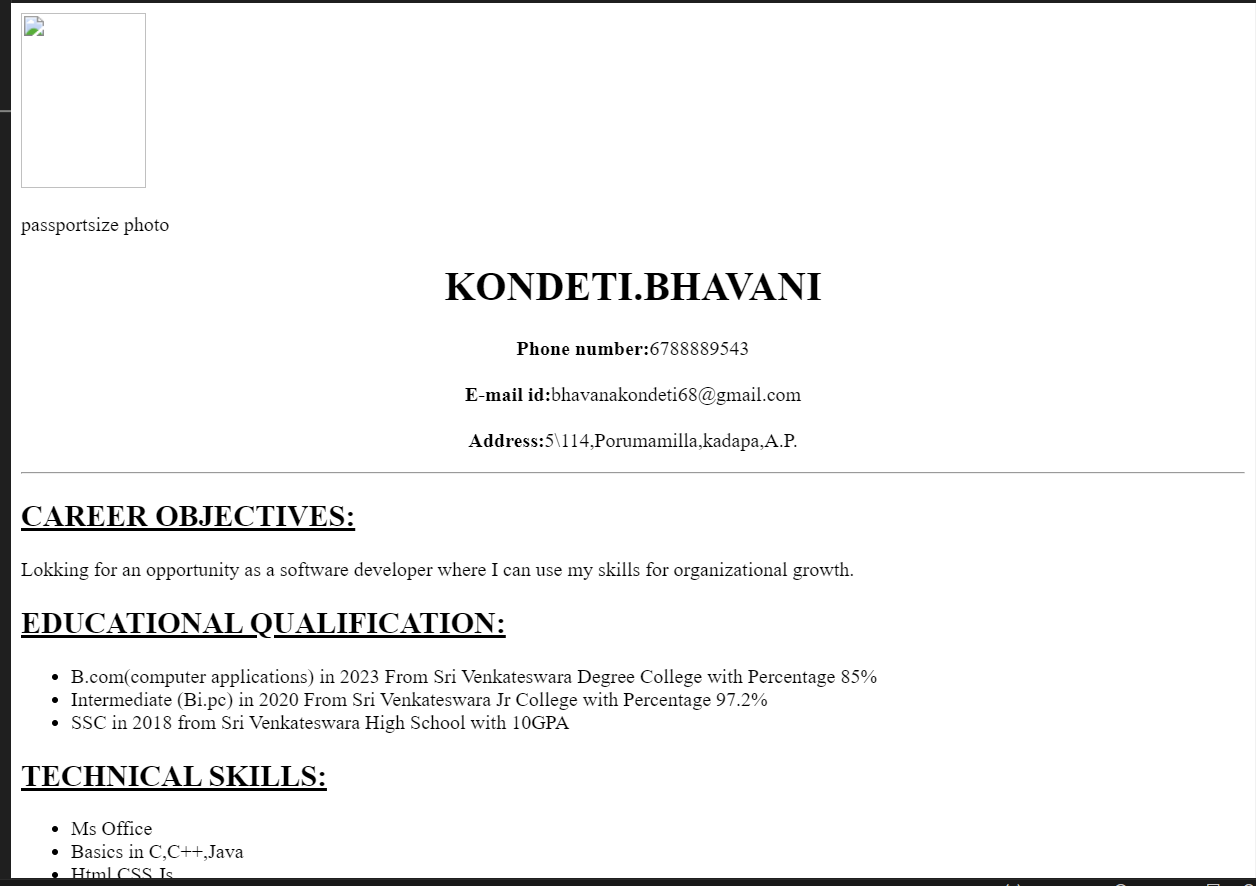 passportsize photo
KONDETI.BHAVANI
Phone number:6788889543
E-mail id:bhavanakondeti68@gmail.com
Address:5\114,Porumamilla,kadapa,A.P.
CAREER OBJECTIVES:
Lokking for an opportunity as a software developer where I can use my skills for organizational growth.
EDUCATIONAL QUALIFICATION:
• B.com(computer applications) in 2023 From Sri Venkateswara Degree College with Percentage 85%
• Intermediate (Bi.pc) in 2020 From Sri Venkateswara Jr College with Percentage 97.2%
• SSC in 2018 from Sri Venkateswara High School with 10GPA
TECHNICAL SKILLS:
• Ms Office
• Basics in C,C++,Java
• Html,CSS,Js